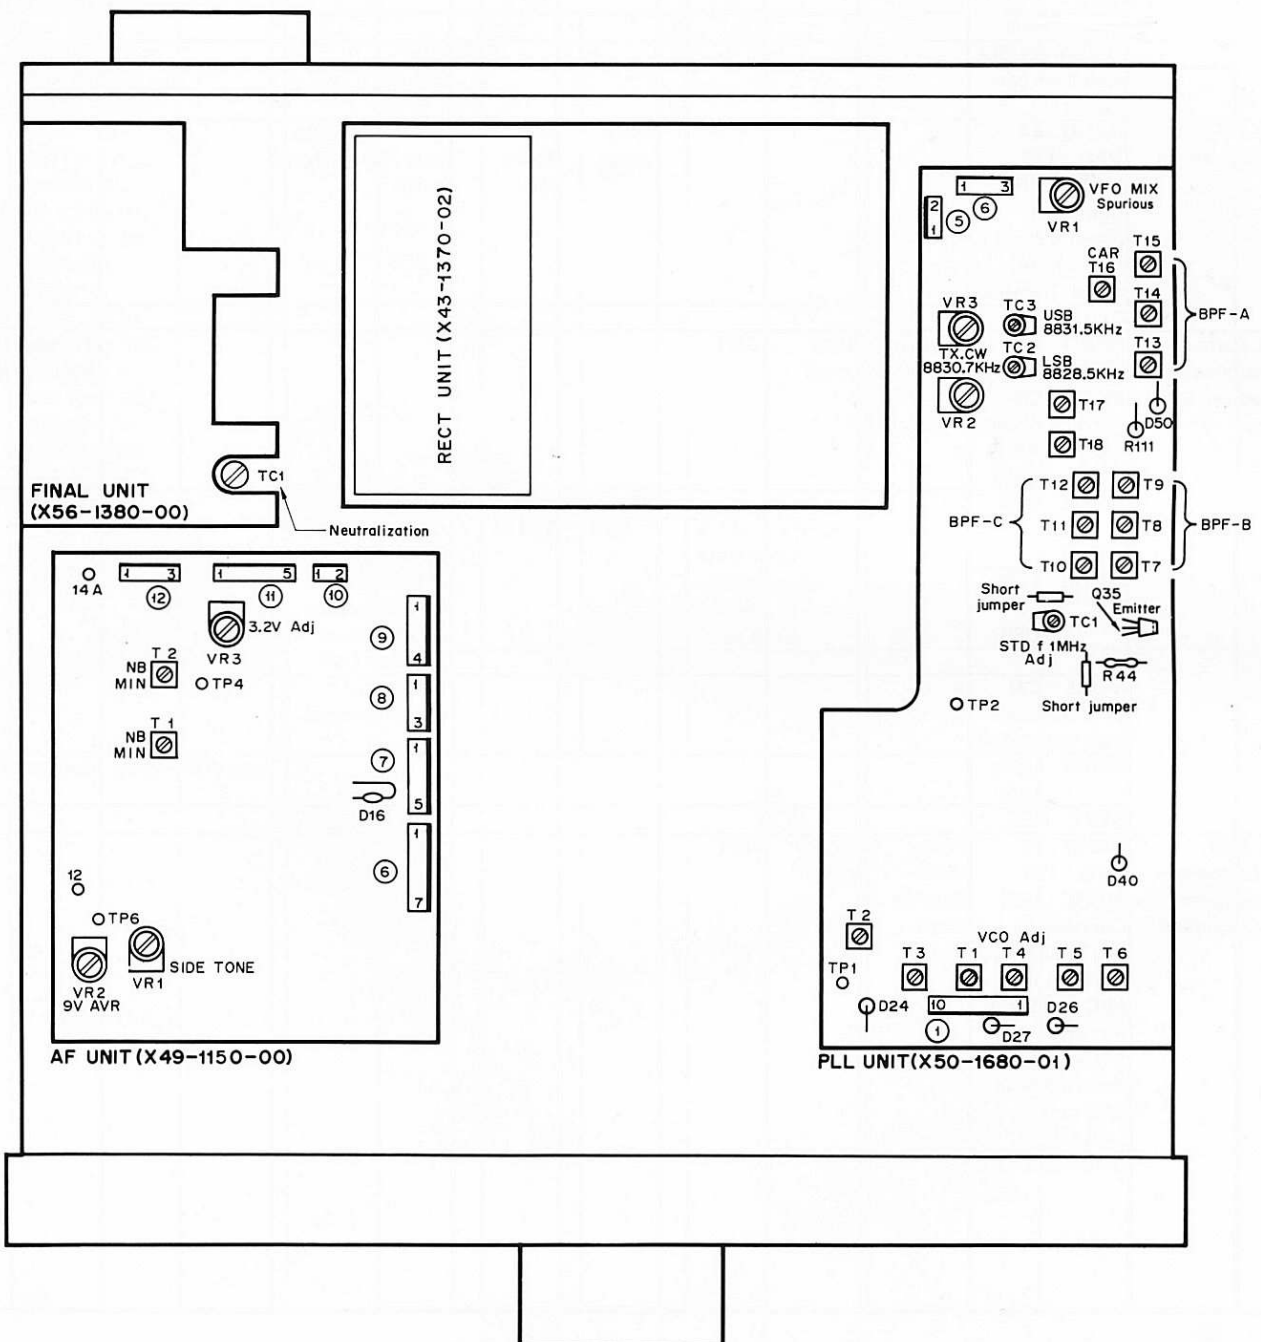 RECT UNIT (X43-1370-02)
FINAL UNIT
(X56-1380-00)
TC1
Neutralization
14A
1 3
12
1 5
11
1 2
10
3.2V Adj
VR3
T2
NB
MIN
TP4
T1
NB
MIN
9
1
4
8
1
3
7
1
5
D16
6
1
7
12
TP6
VR2
9V AVR
VR1
SIDE TONE
AF UNIT (X49-1150-00)
1 3
6
2
1
5
VFO MIX
Spurious
VR1
T15
CAR
T16
T14
BPF-A
T13
VR3
TC3
USB
8831.5KHz
TX.CW
8830.7KHz
TC2
LSB
8828.5KHz
VR2
T17
D50
R111
T18
T12
T9
BPF-C
T11
T8
BPF-B
T10
T7
Short
jumper
Q35
Emitter
TC1
STD f 1MHz
Adj
R44
Short jumper
TP2
D40
T2
VCO Adj
TP1
T3
T1
T4
T5
T6
D24
10 1
1
D27
D26
PLL UNIT (X50-1680-01)